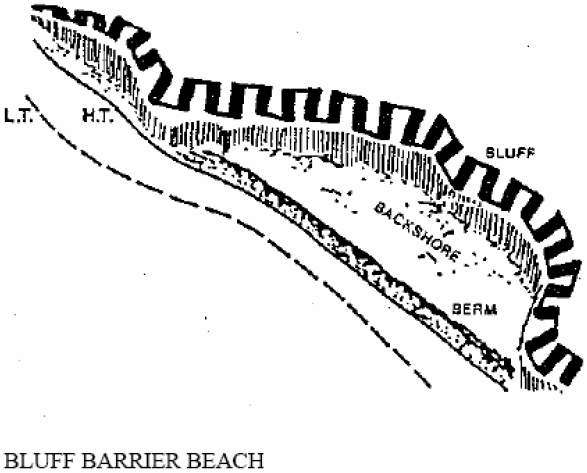 L.T.
H.T.
BLUFF
BACKSHORE
BERM
BLUFF BARRIER BEACH